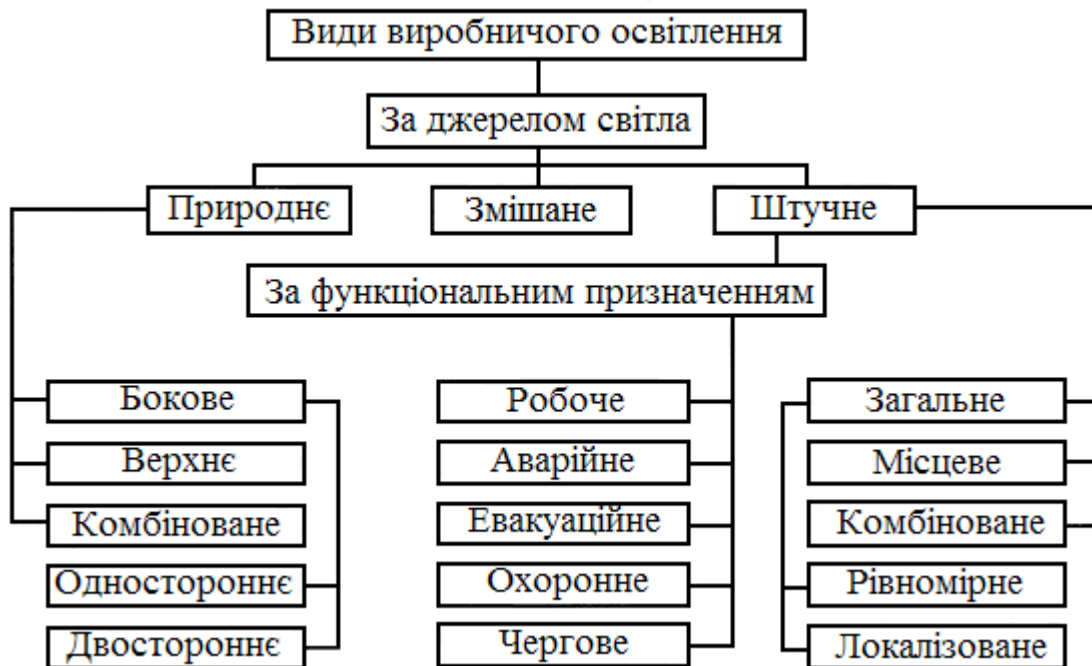 Види виробничого освітлення
За джерелом світла
Природнє
Змішане
Штучне
За функціональним призначенням
Бокове
Верхнє
Комбіноване
Одностороннє
Двостороннє
Робоче
Аварійне
Евакуаційне
Охоронне
Чергове
Загальне
Місцеве
Комбіноване
Рівномірне
Локалізоване